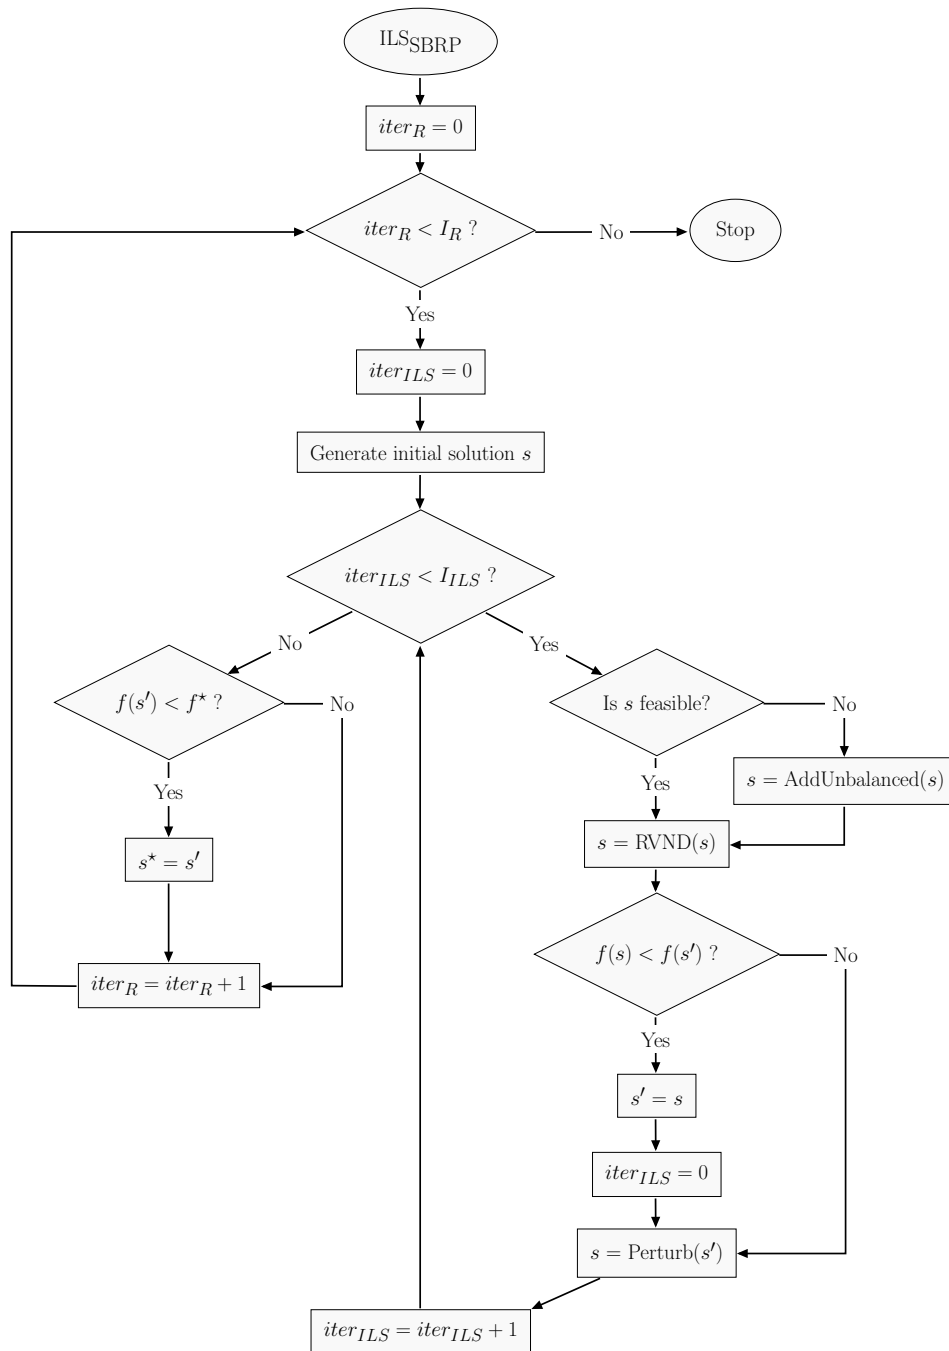 ILS_SBRP
iter_R = 0
iter_R < I_R ?
No
Stop
Yes
iter_ILS = 0
Generate initial solution s
iter_ILS < I_ILS ?
No
Yes
f(s′) < f⋆ ?
No
Is s feasible?
No
Yes
Yes
s = AddUnbalanced(s)
s⋆ = s′
s = RVND(s)
iter_R = iter_R + 1
f(s) < f(s′) ?
No
Yes
s′ = s
iter_ILS = 0
s = Perturb(s′)
iter_ILS = iter_ILS + 1